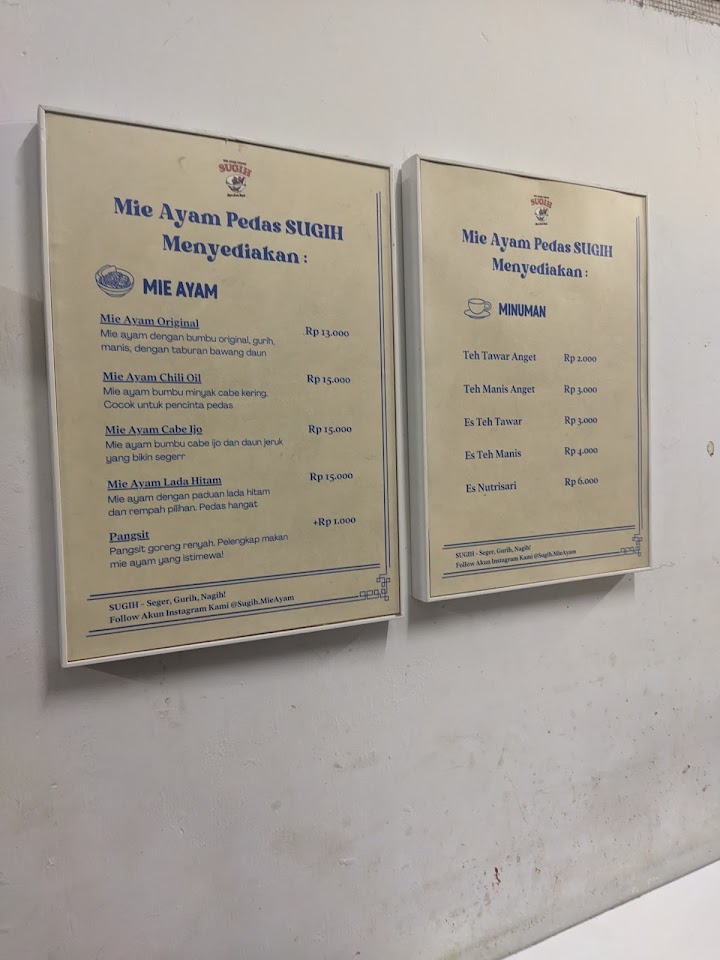 SUGIH
Mie Ayam Pedas SUGIH
Menyediakan :
MIE AYAM
Mie Ayam Original
Rp 13.000
Mie ayam dengan bumbu original, gurih,
manis, dengan taburan bawang daun
Mie Ayam Chili Oil
Rp 15.000
Mie ayam bumbu minyak cabe kering.
Cocok untuk pencinta pedas
Mie Ayam Cabe Ijo
Rp 15.000
Mie ayam bumbu cabe ijo dan daun jeruk
yang bikin segerr
Mie Ayam Lada Hitam
Rp 15.000
Mie ayam dengan paduan lada hitam
dan rempah pilihan. Pedas hangat
Pangsit
+Rp 1.000
Pangsit goreng renyah. Pelengkap makan
mie ayam yang istimewa!
SUGIH - Seger, Gurih, Nagih!
Follow Akun Instagram Kami @Sugih.MieAyam
SUGIH
Mie Ayam Pedas SUGIH
Menyediakan :
MINUMAN
Teh Tawar Anget Rp 2.000
Teh Manis Anget Rp 3.000
Es Teh Tawar Rp 3.000
Es Teh Manis Rp 4.000
Es Nutrisari Rp 6.000
SUGIH - Seger, Gurih, Nagih!
Follow Akun Instagram Kami @Sugih.MieAyam